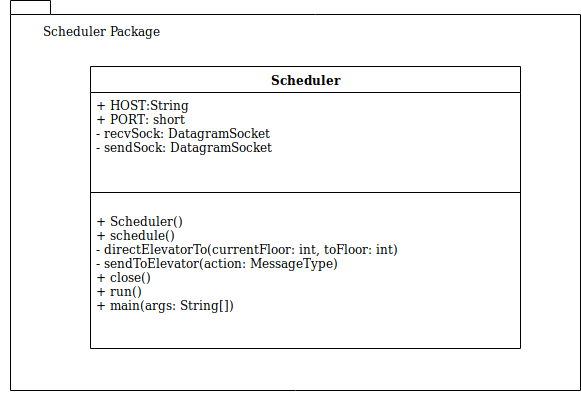 Scheduler Package
Scheduler
+ HOST:String
+ PORT: short
- recvSock: DatagramSocket
- sendSock: DatagramSocket
+ Scheduler()
+ schedule()
- directElevatorTo(currentFloor: int, toFloor: int)
- sendToElevator(action: MessageType)
+ close()
+ run()
+ main(args: String[])